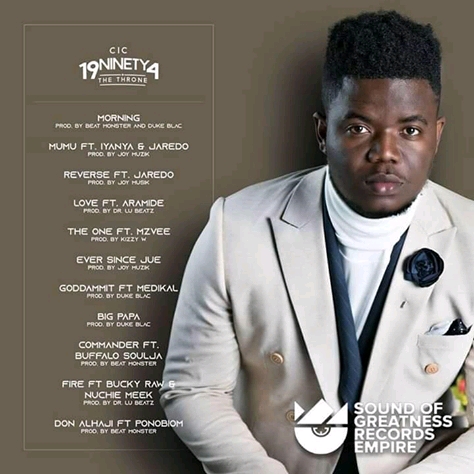 CIC
19NINETY4
THE THRONE
MORNING
PROD. BY BEAT MONSTER AND DUKE BLAC
MUMU FT. IYANYA & JAREDO
PROD. BY JOY MUZIK
REVERSE FT. JAREDO
PROD. BY JOY MUSIK
LOVE FT. ARAMIDE
PROD. BY DR. LU BEATZ
THE ONE FT. MZVEE
PROD. BY KIZZY W
EVER SINCE JUE
PROD. BY JOY MUZIK
GODDAMMIT FT MEDIKAL
PROD. BY DUKE BLAC
BIG PAPA
PROD. BY DUKE BLAC
COMMANDER FT.
BUFFALO SOULJA
PROD. BY BEAT MONSTER
FIRE FT BUCKY RAW &
NUCHIE MEEK
PROD. BY DR. LU BEATZ
DON ALHAJI FT PONOBIOM
PROD. BY BEAT MONSTER
SOUND OF
GREATNESS
RECORDS
EMPIRE